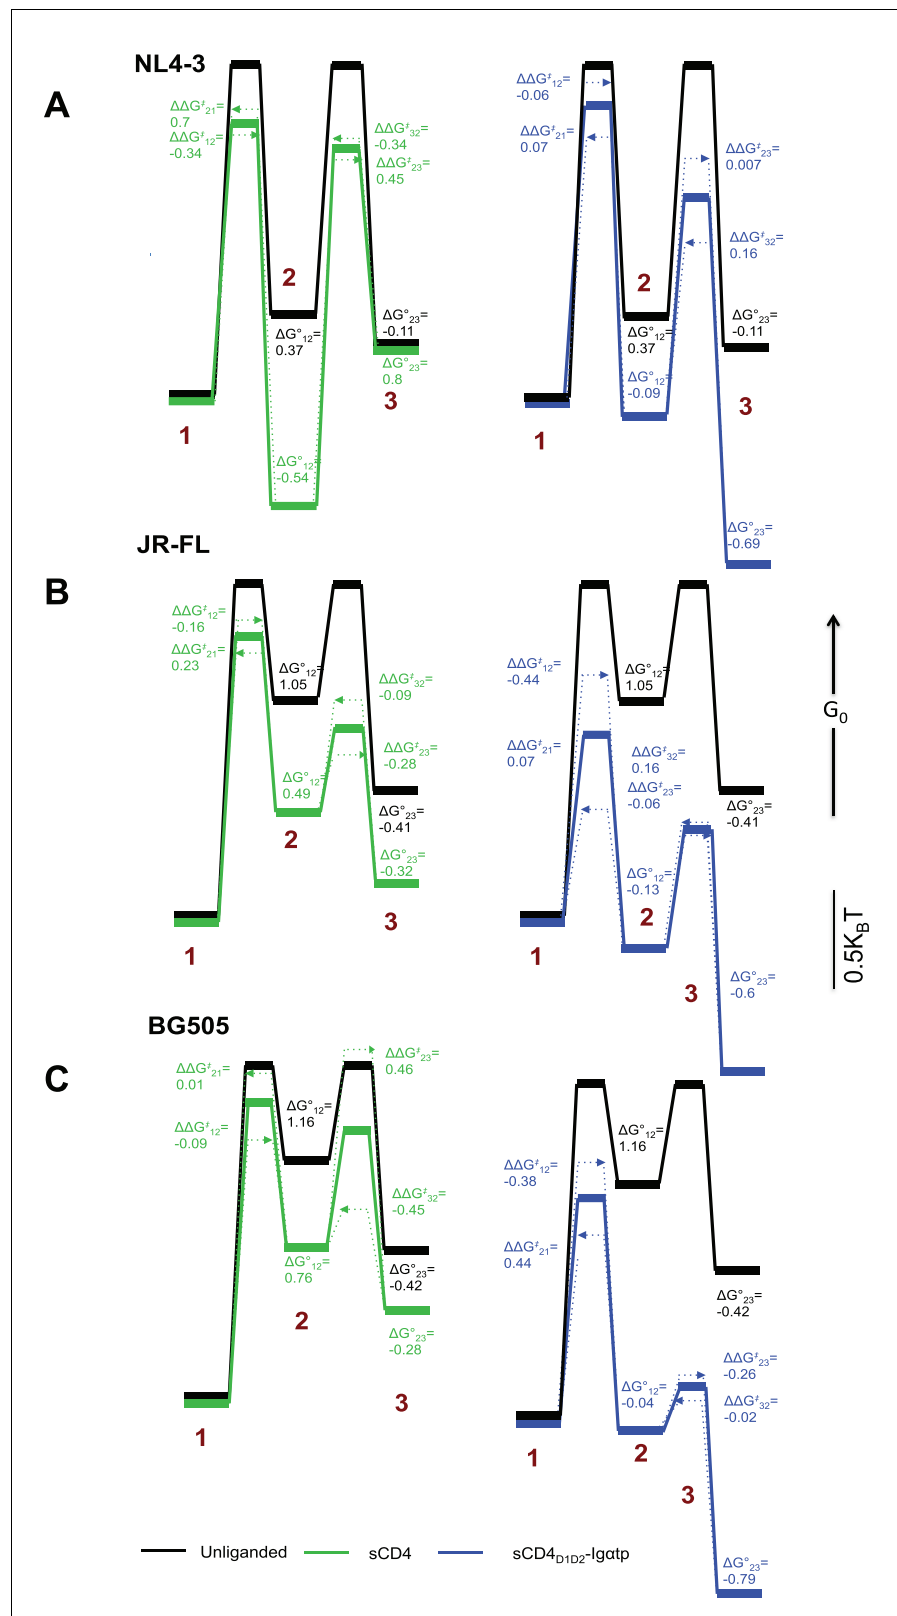 NL4-3
A
ΔΔG‡21=
0.7
ΔΔG‡12=
-0.34
ΔΔG‡32=
-0.34
ΔΔG‡23=
0.45
2
ΔG°12=
0.37
ΔG°23=
-0.11
ΔG°23=
0.8
1
3
ΔG°12=
-0.54
ΔΔG‡12=
-0.06
ΔΔG‡21=
0.07
ΔΔG‡23=
0.007
ΔΔG‡32=
0.16
2
ΔG°12=
0.37
ΔG°23=
-0.11
ΔG°12=
-0.09
1
3
ΔG°23=
-0.69
JR-FL
B
ΔΔG‡12=
-0.16
ΔΔG‡21=
0.23
ΔG°12=
1.05
ΔΔG‡32=
-0.09
ΔΔG‡23=
-0.28
ΔG°12=
0.49
ΔG°23=
-0.41
2
ΔG°23=
-0.32
1
3
ΔΔG‡12=
-0.44
ΔG°12=
1.05
ΔΔG‡21=
0.07
ΔΔG‡32=
0.16
ΔΔG‡23=
-0.06
ΔG°23=
-0.41
ΔG°12=
-0.13
2
1
3
ΔG°23=
-0.6
G0
0.5KBT
BG505
C
ΔΔG‡21=
0.01
ΔΔG‡12=
-0.09
ΔG°12=
1.16
ΔΔG‡23=
0.46
ΔΔG‡32=
-0.45
ΔG°12=
0.76
ΔG°23=
-0.42
2
ΔG°23=
-0.28
1
3
ΔΔG‡12=
-0.38
ΔG°12=
1.16
ΔΔG‡21=
0.44
ΔG°23=
-0.42
ΔG°12=
-0.04
ΔΔG‡23=
-0.26
ΔΔG‡32=
-0.02
1
2
3
ΔG°23=
-0.79
Unliganded
sCD4
sCD4D1D2-Igαtp